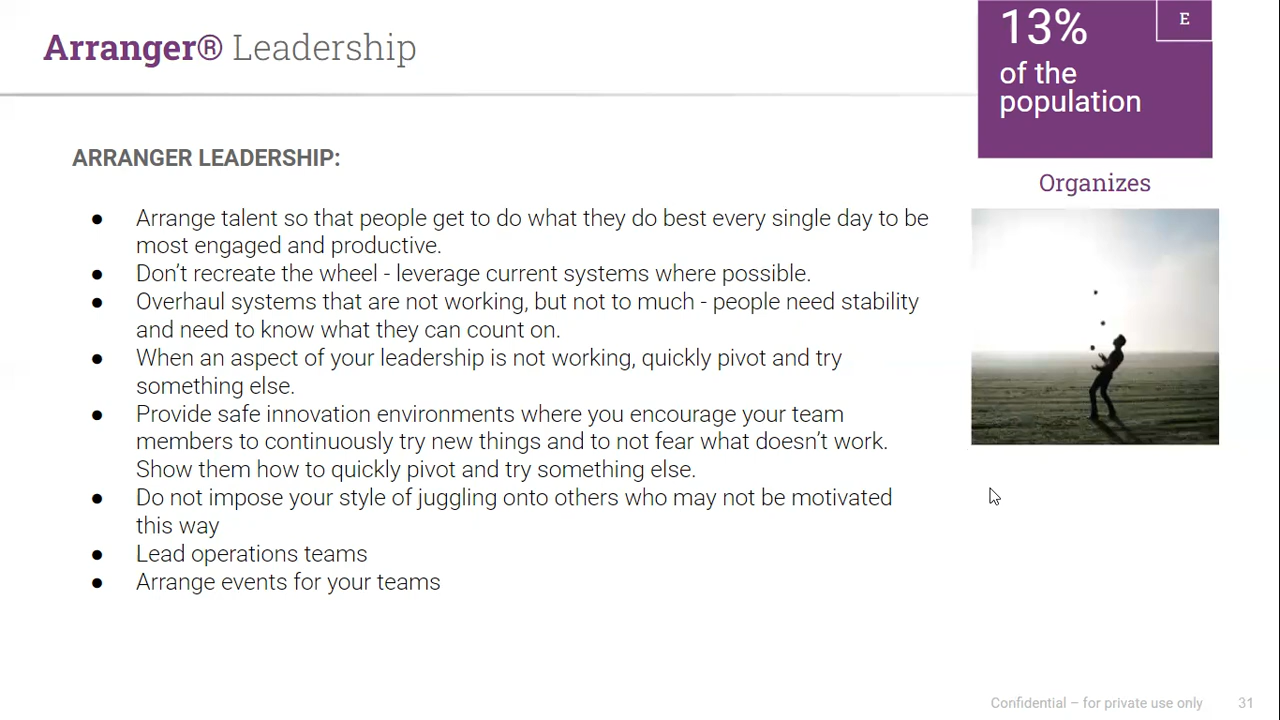 Arranger® Leadership
13%
E
of the
population
Organizes
ARRANGER LEADERSHIP:
● Arrange talent so that people get to do what they do best every single day to be
most engaged and productive.
● Don’t recreate the wheel - leverage current systems where possible.
● Overhaul systems that are not working, but not to much - people need stability
and need to know what they can count on.
● When an aspect of your leadership is not working, quickly pivot and try
something else.
● Provide safe innovation environments where you encourage your team
members to continuously try new things and to not fear what doesn’t work.
Show them how to quickly pivot and try something else.
● Do not impose your style of juggling onto others who may not be motivated
this way
● Lead operations teams
● Arrange events for your teams
Confidential – for private use only 31